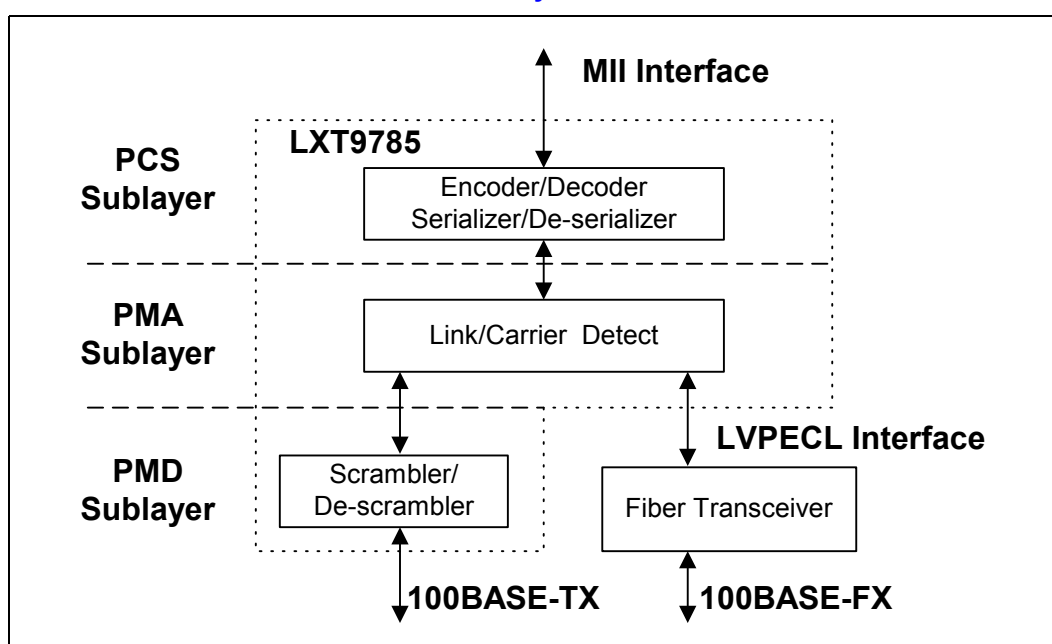 MII Interface
LXT9785
PCS
Sublayer
Encoder/Decoder
Serializer/De-serializer
PMA
Sublayer
Link/Carrier Detect
LVPECL Interface
PMD
Sublayer
Scrambler/
De-scrambler
Fiber Transceiver
100BASE-TX
100BASE-FX